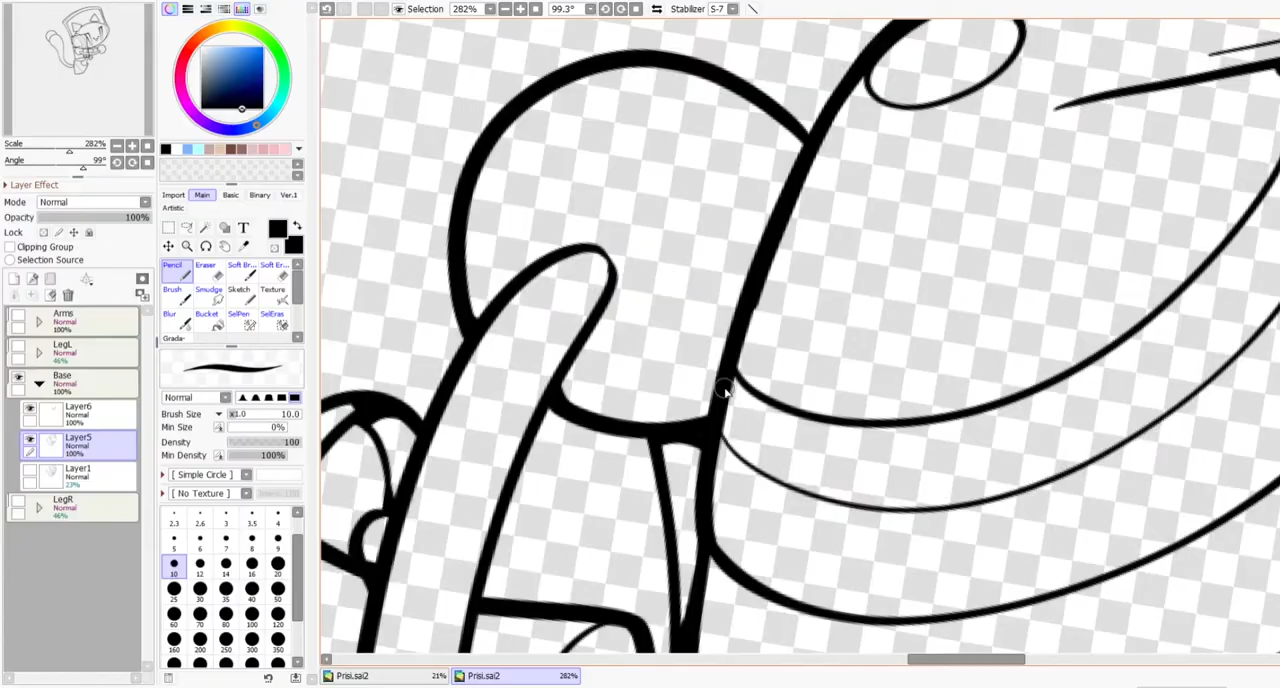 Selection 282% 99.3° Stabilizer S-7
Scale 282%
Angle 99°
Layer Effect
Mode Normal
Opacity 100%
Lock
Clipping Group
Selection Source
Arms
Normal
100%
LegL
Normal
46%
Base
Normal
100%
Layer6
Normal
100%
Layer5
Normal
100%
Layer1
Normal
23%
LegR
Normal
46%
Import Main Basic Binary Ver.1
Artistic
T
Pencil Eraser Soft Br... Soft Er...
Brush Smudge Sketch Texture
Blur Bucket SelPen SelEras
Grada-
Normal
Brush Size x1.0 10.0
Min Size 0%
Density 100
Min Density 100%
[ Simple Circle ]
[ No Texture ]
2.3 2.6 3 3.5 4
5 6 7 8 9
10 12 14 16 20
25 30 35 40 50
60 70 80 100 120
160 200 250 300 350
Prisi.sai2 21% Prisi.sai2 282%